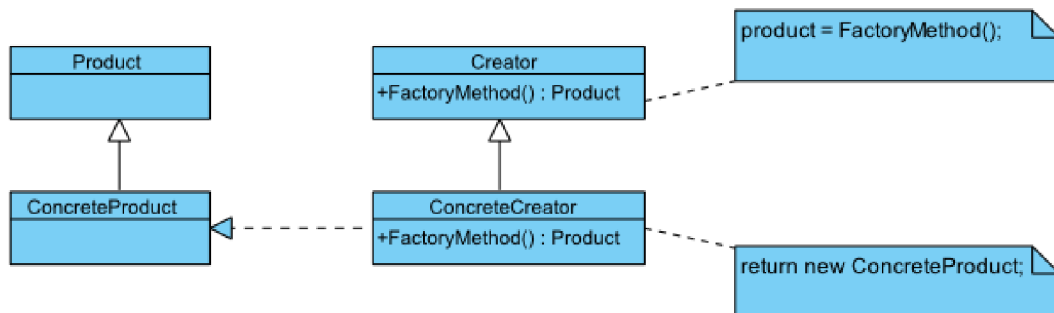 Product
Creator
+FactoryMethod() : Product
product = FactoryMethod();
ConcreteProduct
ConcreteCreator
+FactoryMethod() : Product
return new ConcreteProduct;